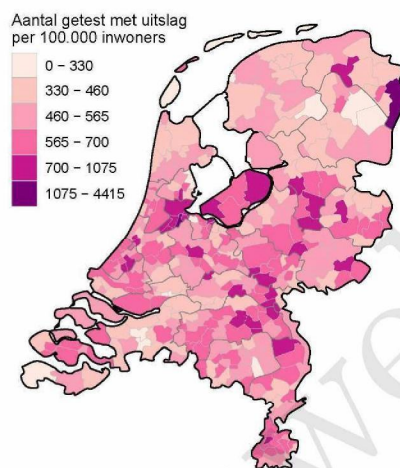 Aantal getest met uitslag
per 100.000 inwoners
0 – 330
330 – 460
460 – 565
565 – 700
700 – 1075
1075 – 4415